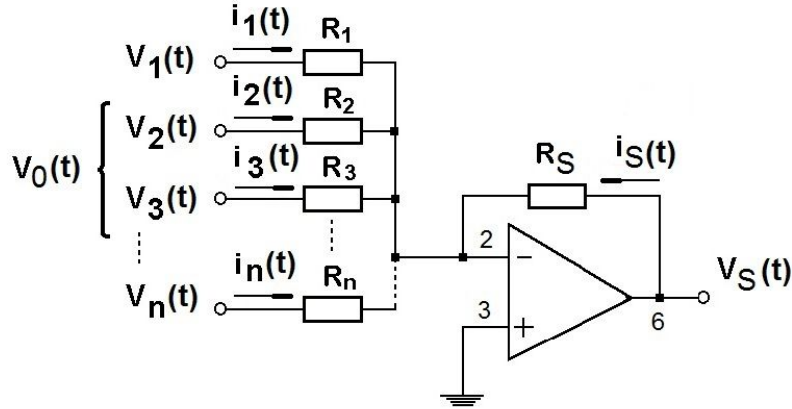 i1(t) R1
V1(t)
i2(t) R2
V2(t)
V0(t)
i3(t) R3
V3(t)
RS iS(t)
in(t) Rn
Vn(t)
2 −
3 +
6
VS(t)